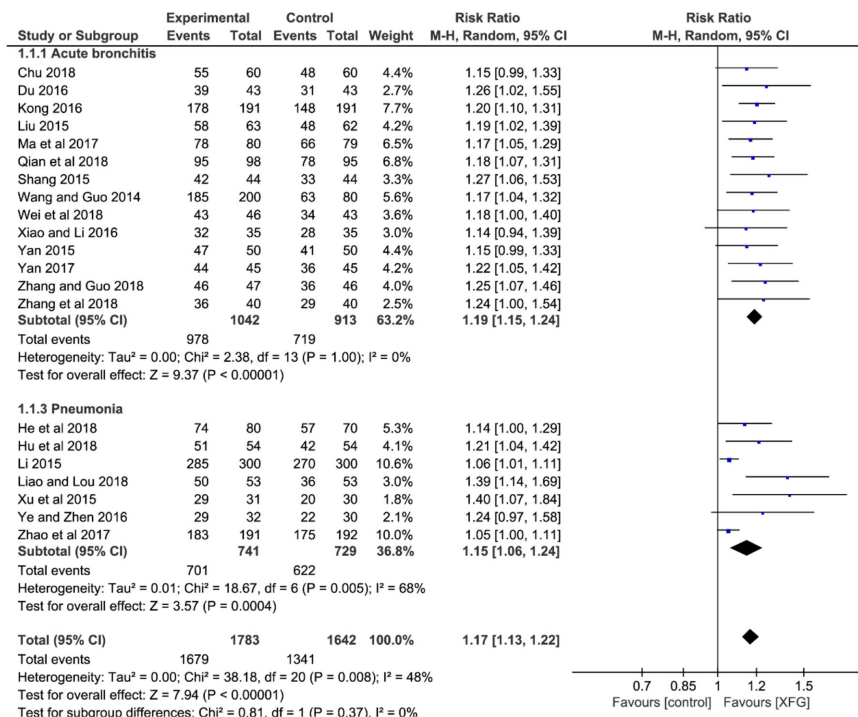 Experimental Control Risk Ratio Risk Ratio
Study or Subgroup Events Total Events Total Weight M-H, Random, 95% CI M-H, Random, 95% CI
1.1.1 Acute bronchitis
Chu 2018 55 60 48 60 4.4% 1.15 [0.99, 1.33]
Du 2016 39 43 31 43 2.7% 1.26 [1.02, 1.55]
Kong 2016 178 191 148 191 7.7% 1.20 [1.10, 1.31]
Liu 2015 58 63 48 62 4.2% 1.19 [1.02, 1.39]
Ma et al 2017 78 80 66 79 6.5% 1.17 [1.05, 1.29]
Qian et al 2018 95 98 78 95 6.8% 1.18 [1.07, 1.31]
Shang 2015 42 44 33 44 3.3% 1.27 [1.06, 1.53]
Wang and Guo 2014 185 200 63 80 5.6% 1.17 [1.04, 1.32]
Wei et al 2018 43 46 34 43 3.6% 1.18 [1.00, 1.40]
Xiao and Li 2016 32 35 28 35 3.0% 1.14 [0.94, 1.39]
Yan 2015 47 50 41 50 4.5% 1.15 [0.99, 1.33]
Yan 2017 44 45 36 45 4.2% 1.22 [1.05, 1.42]
Zhang and Guo 2018 46 47 36 46 4.1% 1.25 [1.07, 1.46]
Zhang et al 2018 36 40 29 40 2.5% 1.24 [1.00, 1.54]
Subtotal (95% CI) 1042 913 63.2% 1.19 [1.15, 1.24]
Total events 978 719
Heterogeneity: Tau² = 0.00; Chi² = 2.38, df = 13 (P = 1.00); I² = 0%
Test for overall effect: Z = 9.37 (P < 0.00001)
1.1.3 Pneumonia
He et al 2018 74 80 57 70 5.3% 1.14 [1.00, 1.29]
Hu et al 2018 51 54 42 54 4.1% 1.21 [1.04, 1.42]
Li 2015 285 300 270 300 10.6% 1.06 [1.01, 1.11]
Liao and Lou 2018 50 53 36 53 3.0% 1.39 [1.14, 1.69]
Xu et al 2015 29 31 20 30 1.8% 1.40 [1.07, 1.84]
Ye and Zhen 2016 29 32 22 30 2.1% 1.24 [0.97, 1.58]
Zhao et al 2017 183 191 175 192 10.0% 1.05 [1.00, 1.11]
Subtotal (95% CI) 741 729 36.8% 1.15 [1.06, 1.24]
Total events 701 622
Heterogeneity: Tau² = 0.01; Chi² = 18.67, df = 6 (P = 0.005); I² = 68%
Test for overall effect: Z = 3.57 (P = 0.0004)
Total (95% CI) 1783 1642 100.0% 1.17 [1.13, 1.22]
Total events 1679 1341
Heterogeneity: Tau² = 0.00; Chi² = 38.18, df = 20 (P = 0.008); I² = 48%
Test for overall effect: Z = 7.94 (P < 0.00001)
Test for subgroup differences: Chi² = 0.81, df = 1 (P = 0.37), I² = 0%
0.7 0.85 1 1.2 1.5
Favours [control] Favours [XFG]